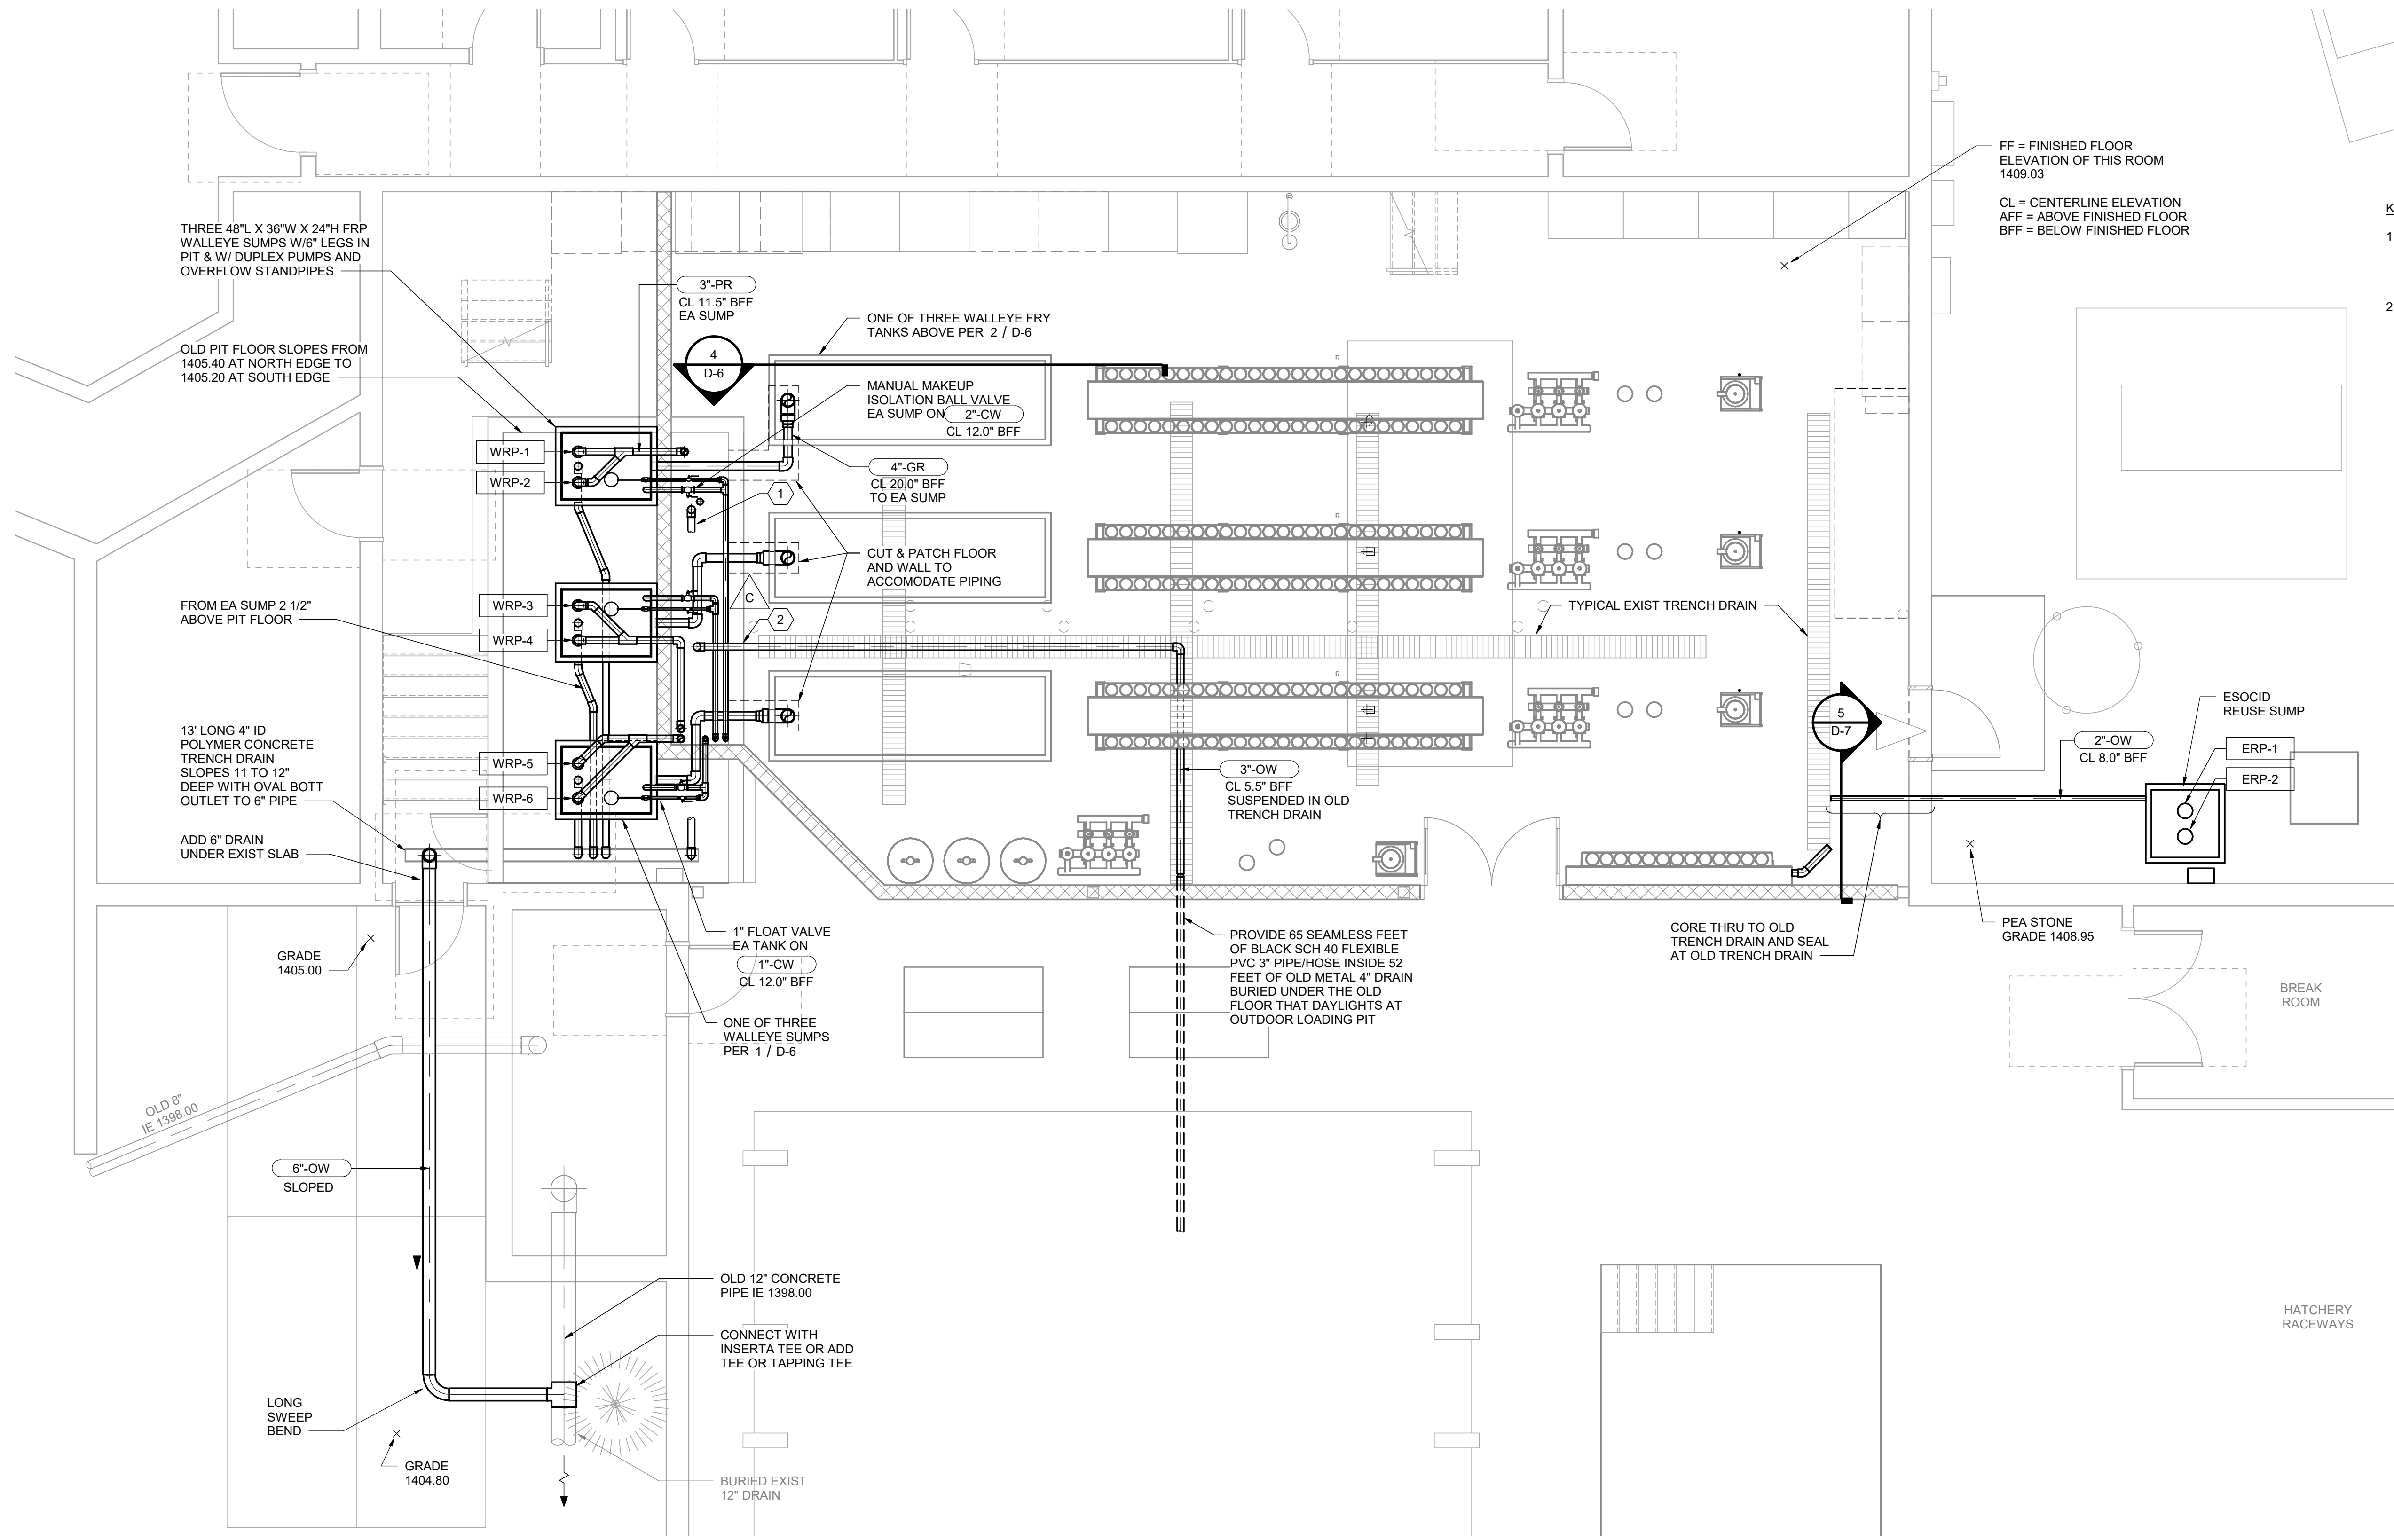 FF = FINISHED FLOOR
ELEVATION OF THIS ROOM
1409.03
CL = CENTERLINE ELEVATION
AFF = ABOVE FINISHED FLOOR
BFF = BELOW FINISHED FLOOR
K
1
2
THREE 48"L X 36"W X 24"H FRP
WALLEYE SUMPS W/6" LEGS IN
PIT & W/ DUPLEX PUMPS AND
OVERFLOW STANDPIPES
OLD PIT FLOOR SLOPES FROM
1405.40 AT NORTH EDGE TO
1405.20 AT SOUTH EDGE
3"-PR
CL 11.5" BFF
EA SUMP
4
D-6
ONE OF THREE WALLEYE FRY
TANKS ABOVE PER 2 / D-6
MANUAL MAKEUP
ISOLATION BALL VALVE
EA SUMP ON 2"-CW
CL 12.0" BFF
4"-GR
CL 20.0" BFF
TO EA SUMP
1
CUT & PATCH FLOOR
AND WALL TO
ACCOMODATE PIPING
C
2
WRP-1
WRP-2
WRP-3
WRP-4
WRP-5
WRP-6
FROM EA SUMP 2 1/2"
ABOVE PIT FLOOR
13' LONG 4" ID
POLYMER CONCRETE
TRENCH DRAIN
SLOPES 11 TO 12"
DEEP WITH OVAL BOTT
OUTLET TO 6" PIPE
ADD 6" DRAIN
UNDER EXIST SLAB
TYPICAL EXIST TRENCH DRAIN
5
D-7
3"-OW
CL 5.5" BFF
SUSPENDED IN OLD
TRENCH DRAIN
2"-OW
CL 8.0" BFF
ESOCID
REUSE SUMP
ERP-1
ERP-2
GRADE
1405.00
1" FLOAT VALVE
EA TANK ON
1"-CW
CL 12.0" BFF
ONE OF THREE
WALLEYE SUMPS
PER 1 / D-6
PROVIDE 65 SEAMLESS FEET
OF BLACK SCH 40 FLEXIBLE
PVC 3" PIPE/HOSE INSIDE 52
FEET OF OLD METAL 4" DRAIN
BURIED UNDER THE OLD
FLOOR THAT DAYLIGHTS AT
OUTDOOR LOADING PIT
CORE THRU TO OLD
TRENCH DRAIN AND SEAL
AT OLD TRENCH DRAIN
PEA STONE
GRADE 1408.95
BREAK
ROOM
OLD 8"
IE 1398.00
6"-OW
SLOPED
OLD 12" CONCRETE
PIPE IE 1398.00
CONNECT WITH
INSERTA TEE OR ADD
TEE OR TAPPING TEE
LONG
SWEEP
BEND
GRADE
1404.80
BURIED EXIST
12" DRAIN
HATCHERY
RACEWAYS